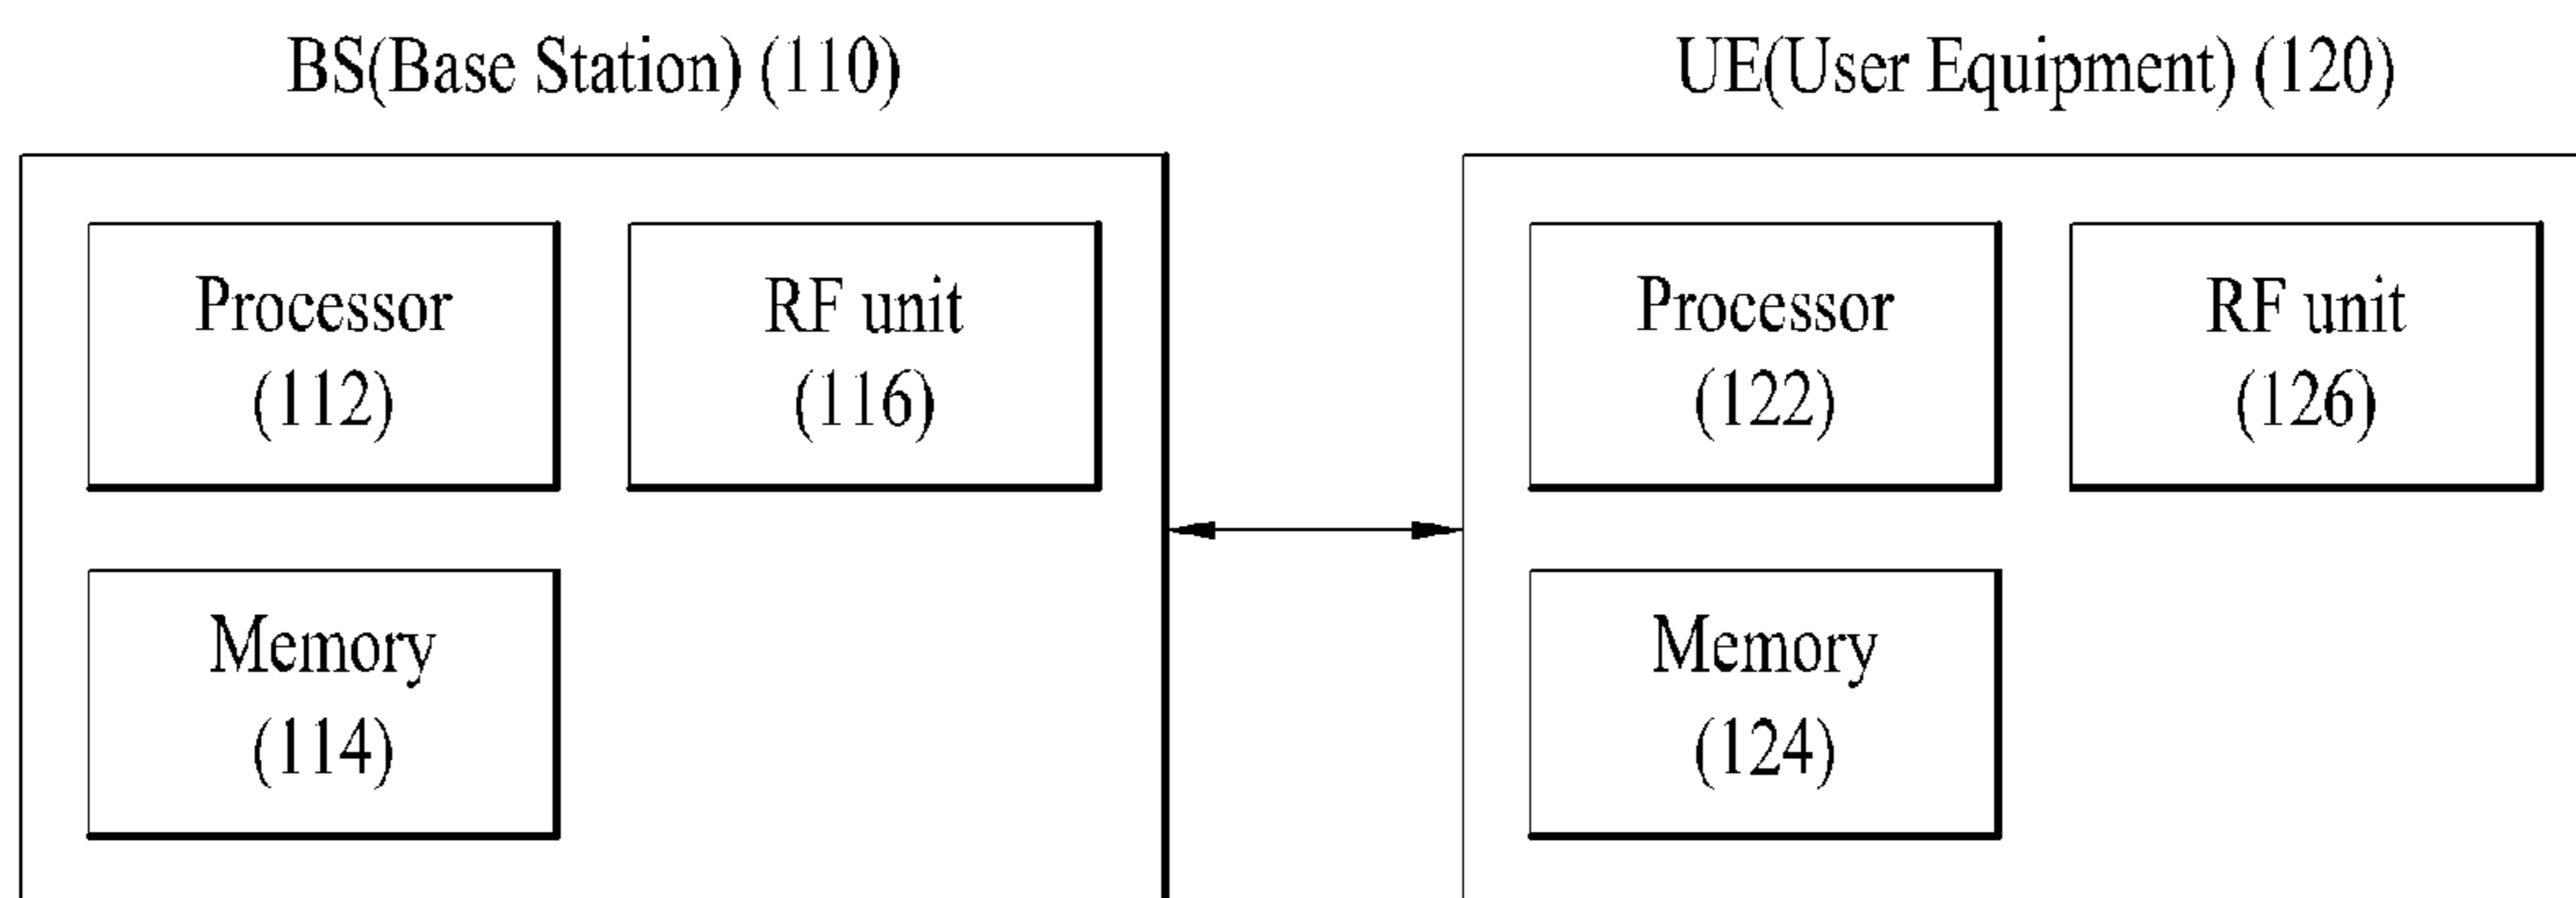 BS(Base Station) (110)
UE(User Equipment) (120)
Processor
(112)
RF unit
(116)
Processor
(122)
RF unit
(126)
Memory
(114)
Memory
(124)